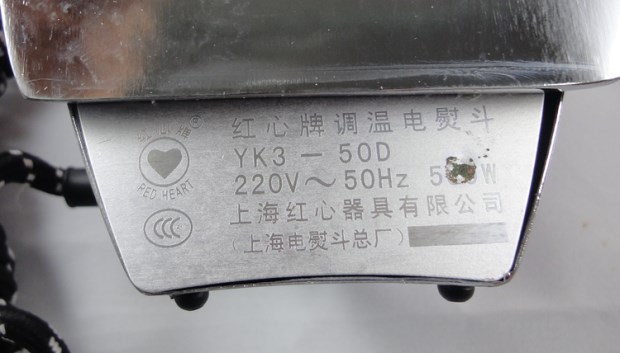 红心牌调温电熨斗
YK3-50D
220V~50Hz
上海红心器具有限公司
(上海电熨斗总厂)
RED HEART
CCC